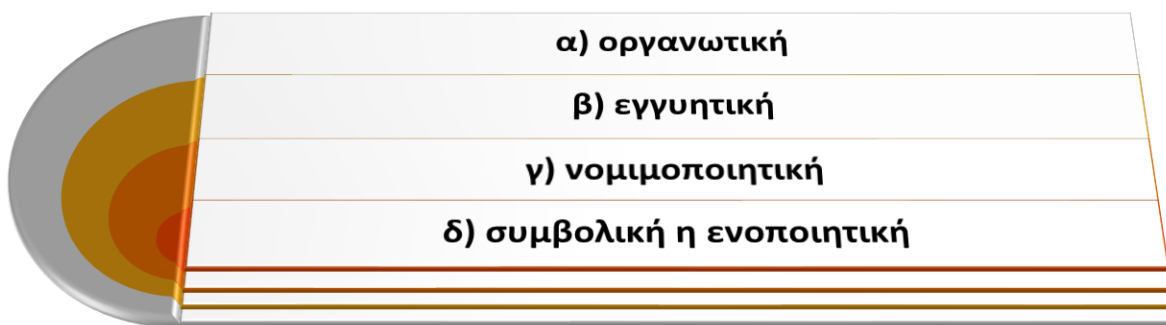 α) οργανωτική
β) εγγυητική
γ) νομιμοποιητική
δ) συμβολική η ενοποιητική